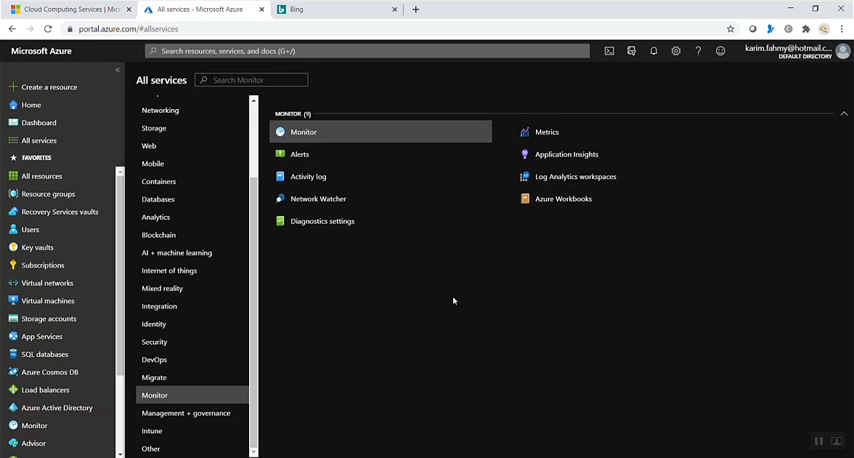 Cloud Computing Services | Micr
All services - Microsoft Azure
Bing
portal.azure.com/#allservices
Microsoft Azure
Search resources, services, and docs (G+/)
karim.fahmy@hotmail.c...
DEFAULT DIRECTORY
Create a resource
Home
Dashboard
All services
FAVORITES
All resources
Resource groups
Recovery Services vaults
Users
Key vaults
Subscriptions
Virtual networks
Virtual machines
Storage accounts
App Services
SQL databases
Azure Cosmos DB
Load balancers
Azure Active Directory
Monitor
Advisor
All services
Search Monitor
Networking
Storage
Web
Mobile
Containers
Databases
Analytics
Blockchain
AI + machine learning
Internet of things
Mixed reality
Integration
Identity
Security
DevOps
Migrate
Monitor
Management + governance
Intune
Other
MONITOR (9)
Monitor
Metrics
Alerts
Application Insights
Activity log
Log Analytics workspaces
Network Watcher
Azure Workbooks
Diagnostics settings